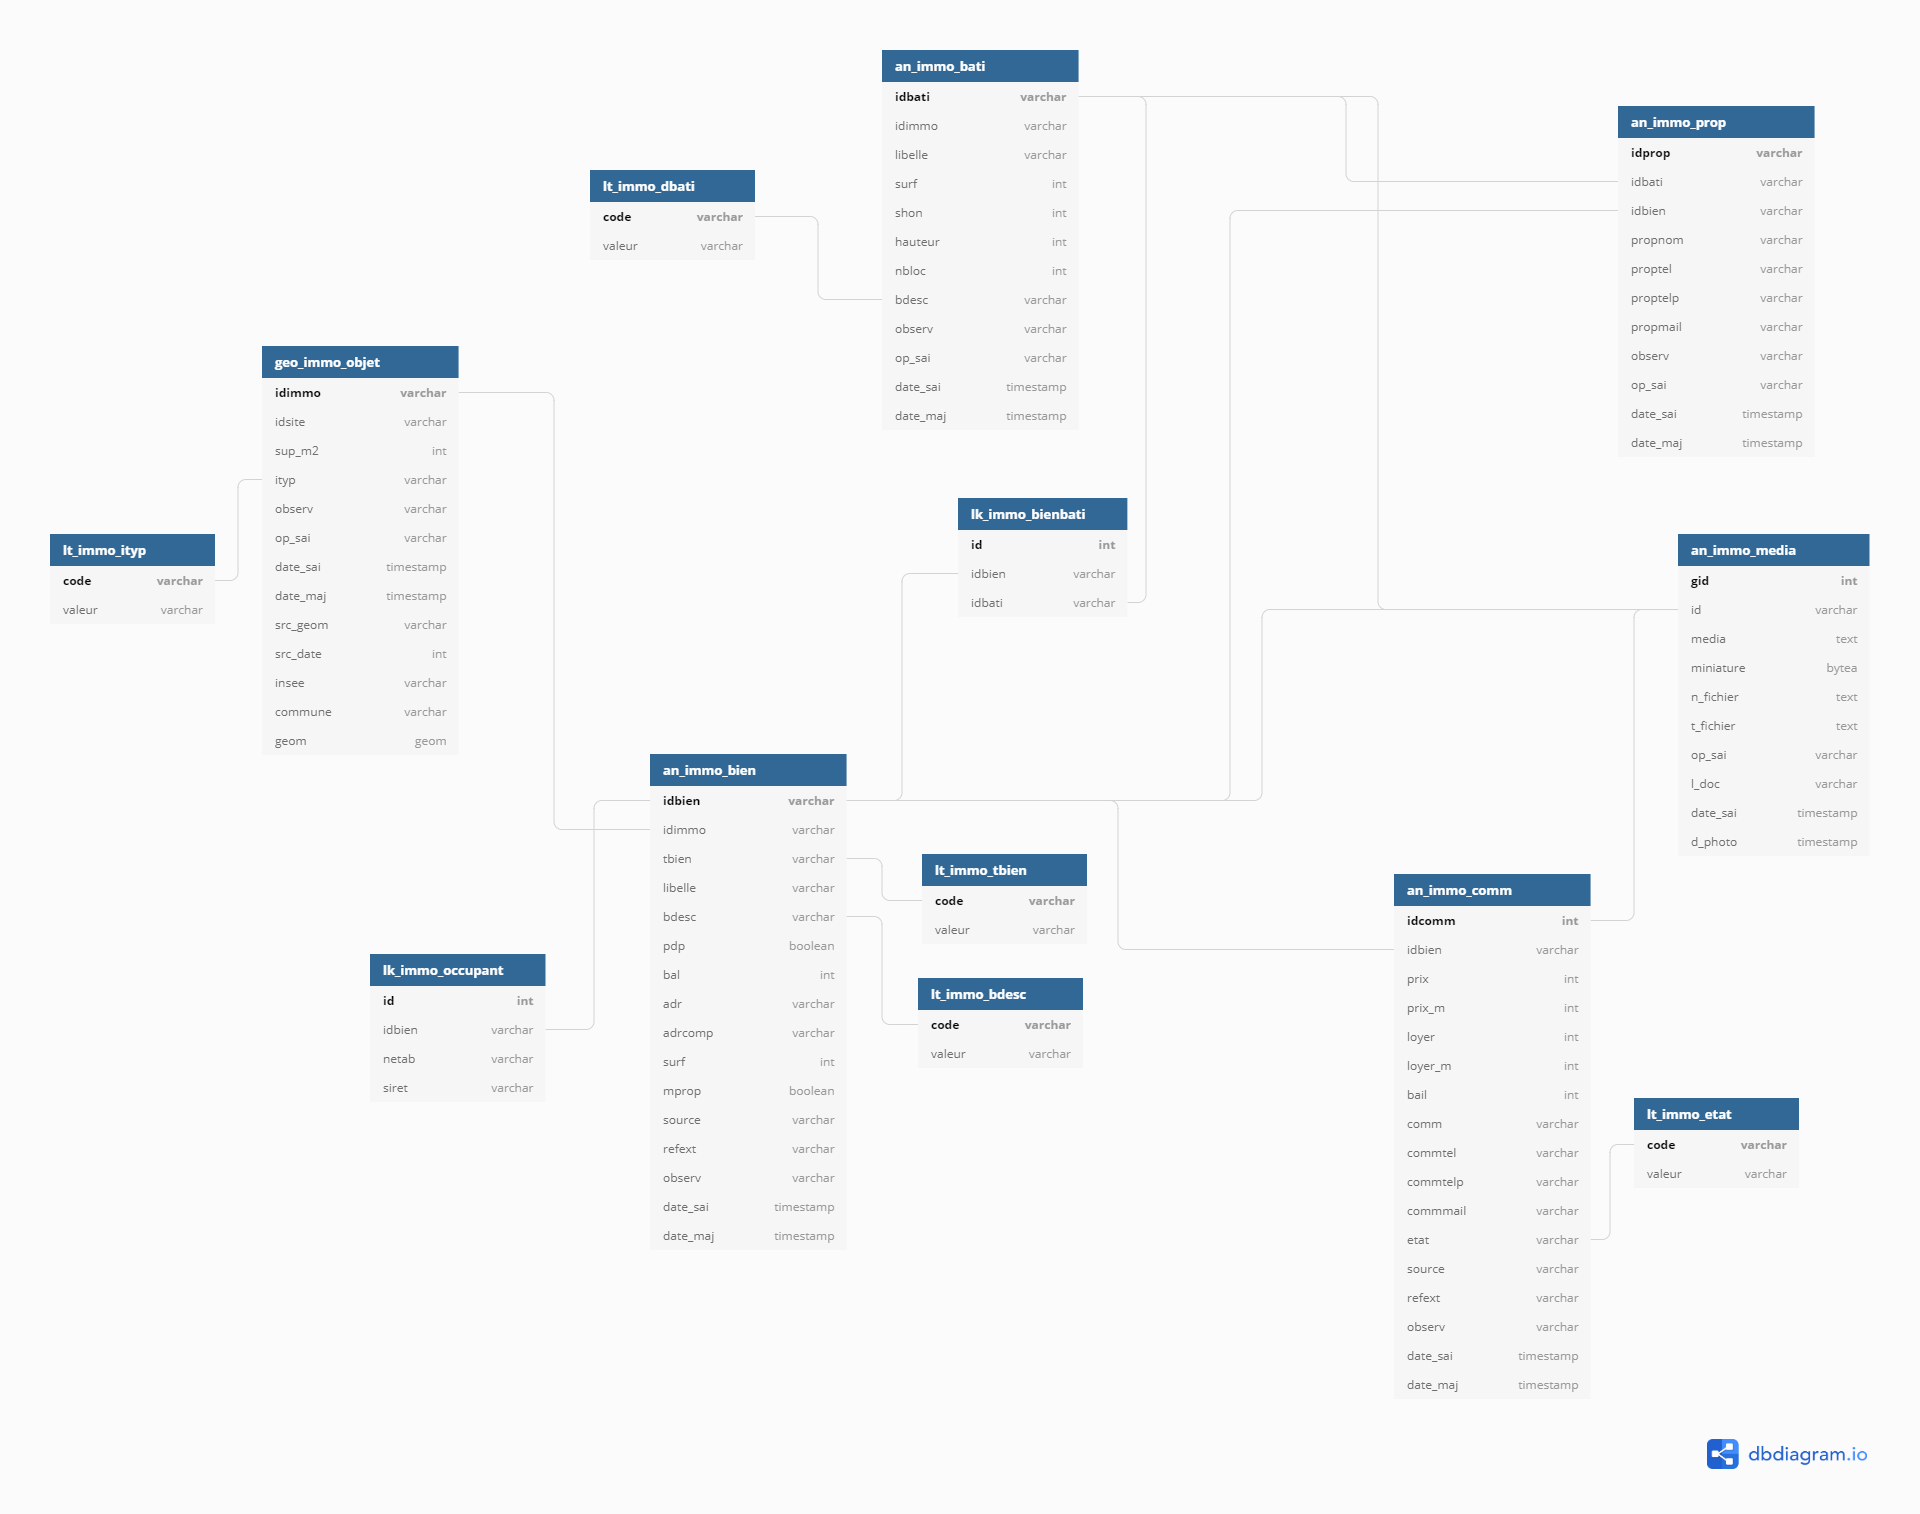 an_immo_bati
idbati varchar
idimmo varchar
libelle varchar
surf int
shon int
hauteur int
nbloc int
bdesc varchar
observ varchar
op_sai varchar
date_sai timestamp
date_maj timestamp
an_immo_prop
idprop varchar
idbati varchar
idbien varchar
propnom varchar
proptel varchar
proptelp varchar
propmail varchar
observ varchar
op_sai varchar
date_sai timestamp
date_maj timestamp
lt_immo_dbati
code varchar
valeur varchar
geo_immo_objet
idimmo varchar
idsite varchar
sup_m2 int
ityp varchar
observ varchar
op_sai varchar
date_sai timestamp
date_maj timestamp
src_geom varchar
src_date int
insee varchar
commune varchar
geom geom
lt_immo_ityp
code varchar
valeur varchar
lk_immo_bienbati
id int
idbien varchar
idbati varchar
an_immo_media
gid int
id varchar
media text
miniature bytea
n_fichier text
t_fichier text
op_sai varchar
l_doc varchar
date_sai timestamp
d_photo timestamp
an_immo_bien
idbien varchar
idimmo varchar
tbien varchar
libelle varchar
bdesc varchar
pdp boolean
bal int
adr varchar
adrcomp varchar
surf int
mprop boolean
source varchar
refext varchar
observ varchar
date_sai timestamp
date_maj timestamp
lt_immo_tbien
code varchar
valeur varchar
lk_immo_occupant
id int
idbien varchar
netab varchar
siret varchar
lt_immo_bdesc
code varchar
valeur varchar
an_immo_comm
idcomm int
idbien varchar
prix int
prix_m int
loyer int
loyer_m int
bail int
comm varchar
commtel varchar
commtelp varchar
commmail varchar
etat varchar
source varchar
refext varchar
observ varchar
date_sai timestamp
date_maj timestamp
lt_immo_etat
code varchar
valeur varchar
dbdiagram.io